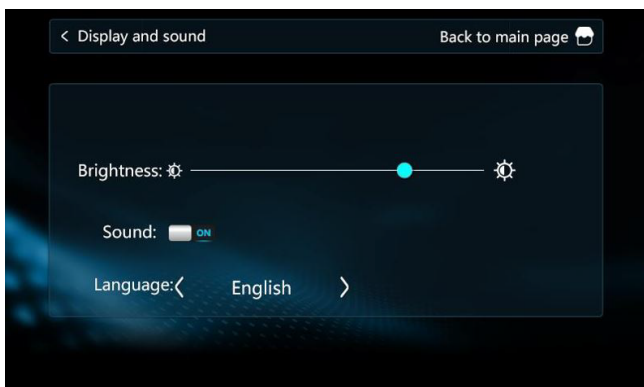 < Display and sound Back to main page
Brightness:
Sound: ON
Language: < English >